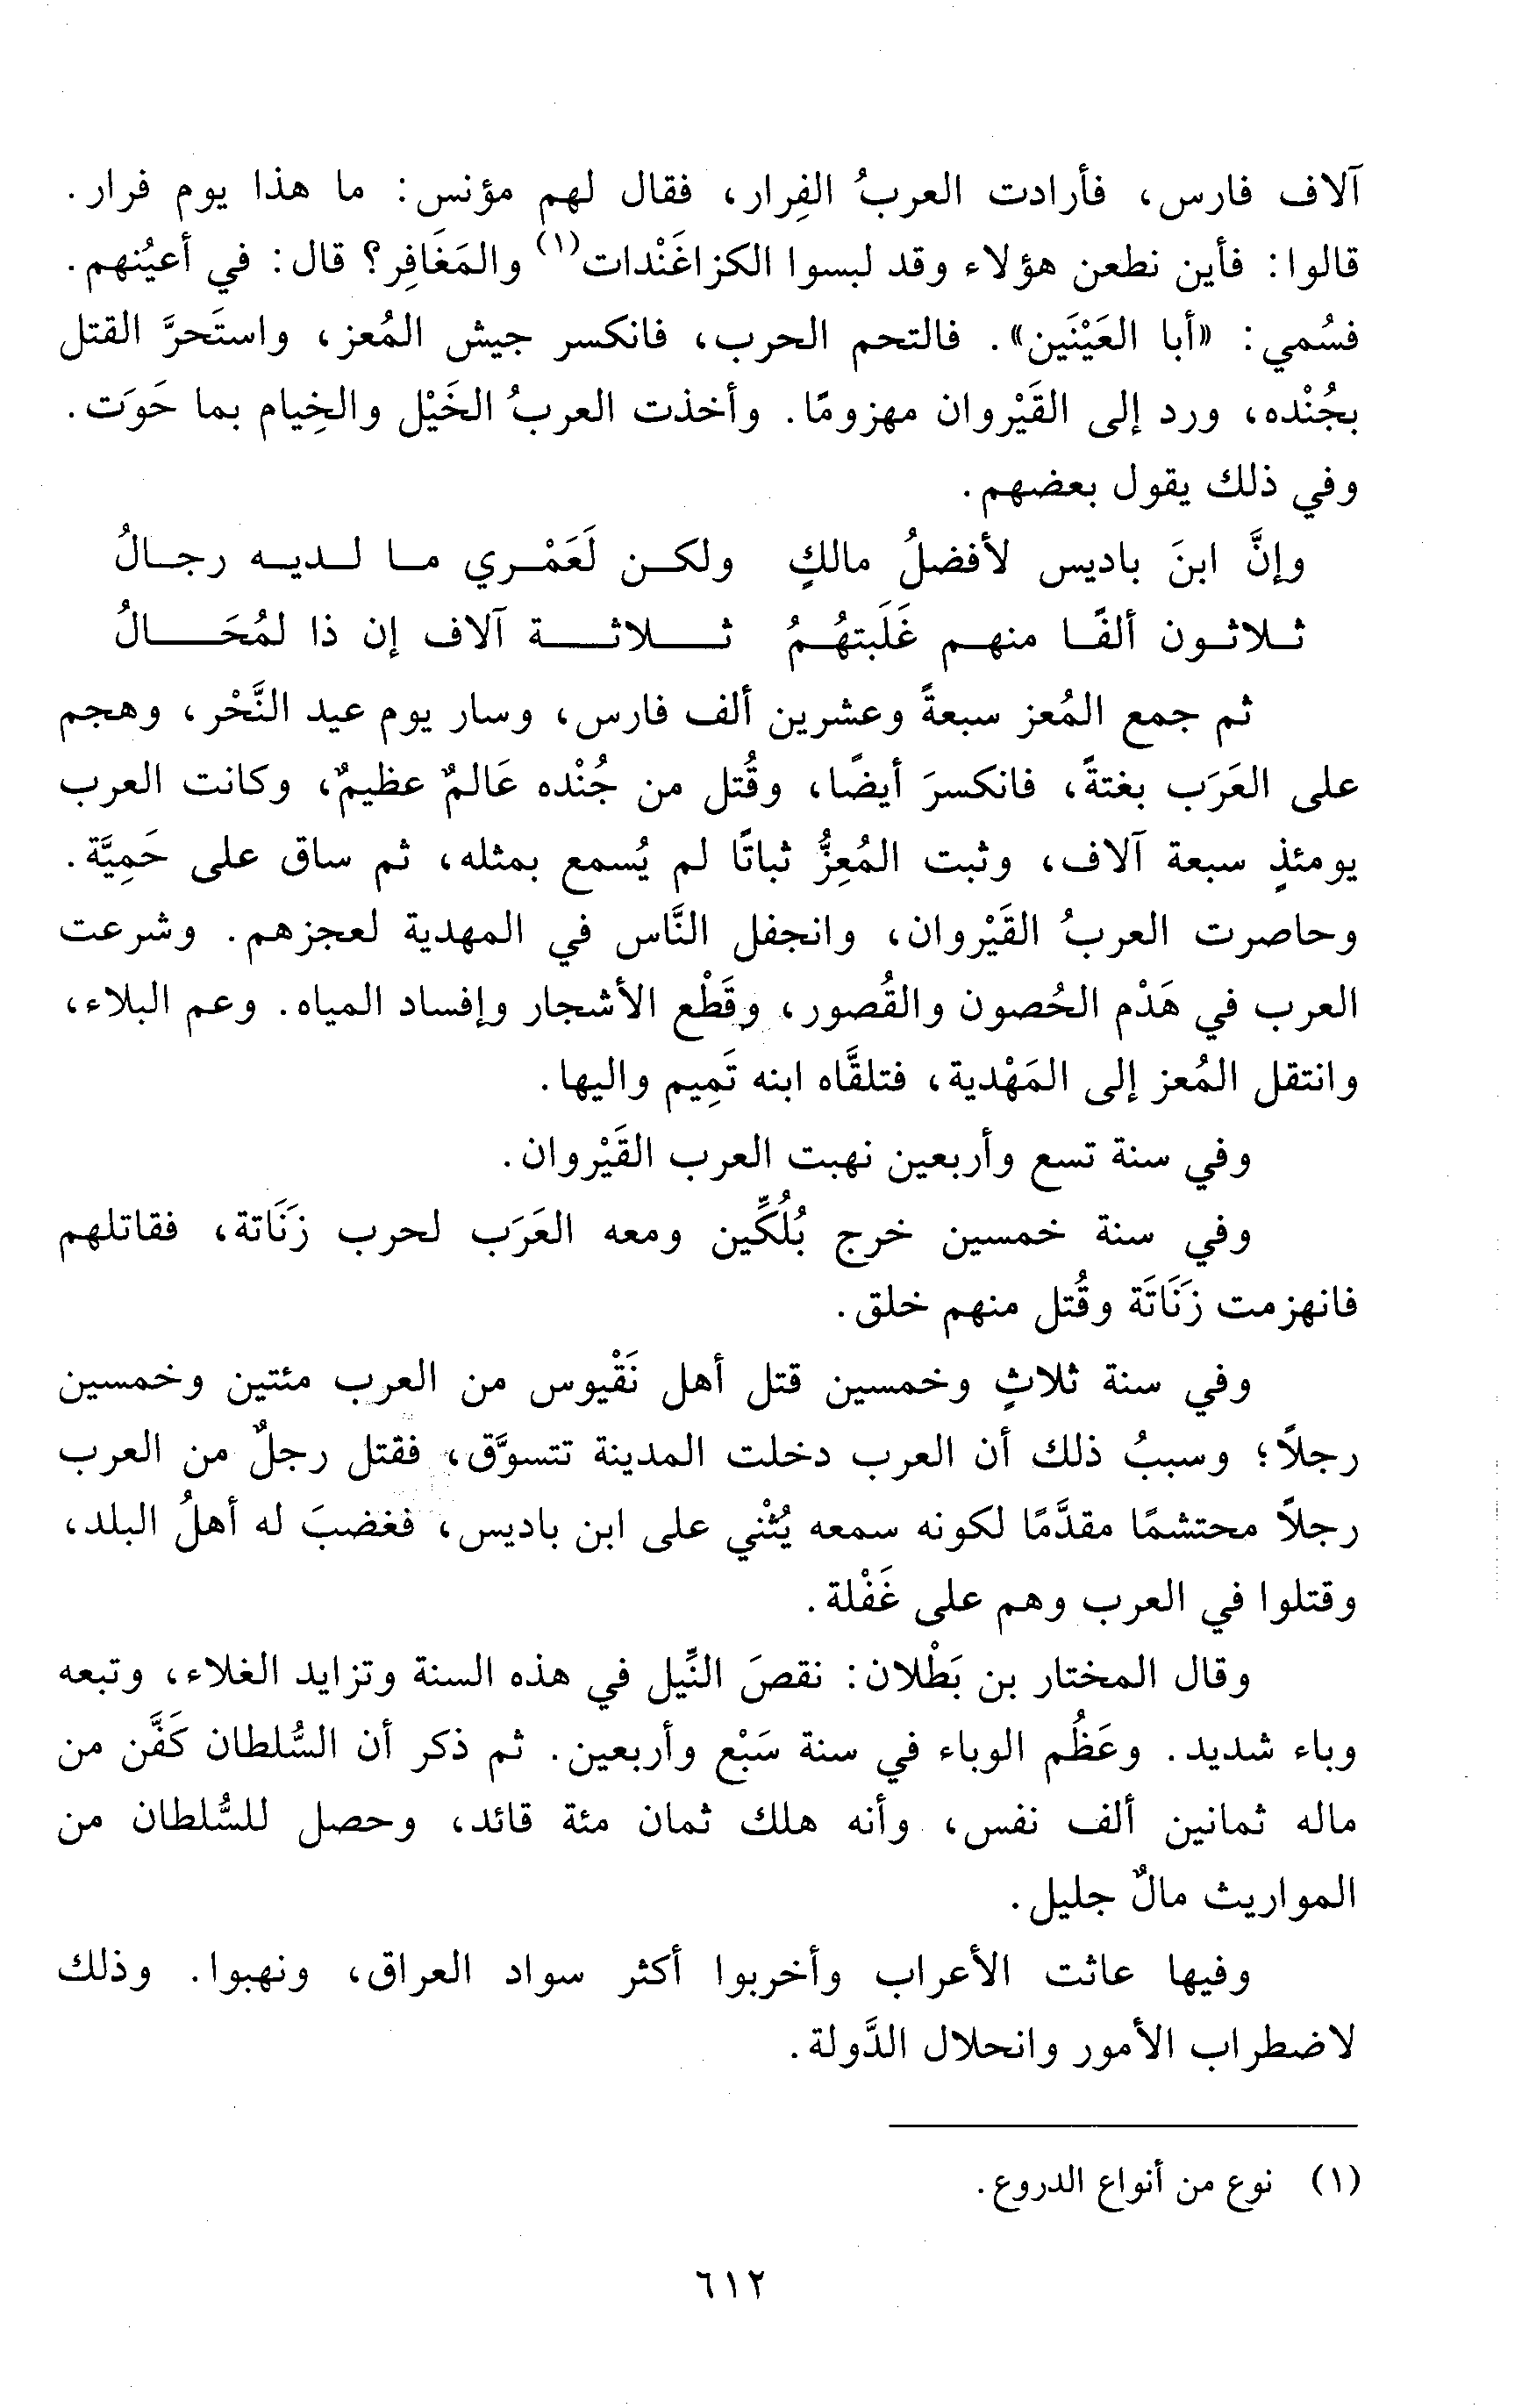 آلاف فارس، فأرادت العربُ الفِرار، فقال لهم مؤنس: ما هذا يوم فرار.
قالوا: فأين نطعن هؤلاء وقد لبسوا الكزاغَنْدات(١) والمَغَافِر؟ قال: في أعيُنهم.
فسُمي: «أبا العَيْنَين». فالتحم الحرب، فانكسر جيش المُعز، واستَحرَّ القتل
بجُنْده، ورد إلى القَيْروان مهزومًا. وأخذت العربُ الخَيْل والخِيام بما حَوَت.
وفي ذلك يقول بعضهم.
وإنَّ ابنَ باديس لأفضلُ مالكٍ ولكن لَعَمْري ما لديه رجالُ
ثلاثون ألفًا منهم غَلَبتهُمُ ثلاثة آلاف إن ذا لمُحَالُ
ثم جمع المُعز سبعةً وعشرين ألف فارس، وسار يوم عيد النَّحْر، وهجم
على العَرَب بغتةً، فانكسرَ أيضًا، وقُتل من جُنْده عَالمٌ عظيمٌ، وكانت العرب
يومئذٍ سبعة آلاف، وثبت المُعِزُّ ثباتًا لم يُسمع بمثله، ثم ساق على حَمِيَّة.
وحاصرت العربُ القَيْروان، وانجفل النَّاس في المهدية لعجزهم. وشرعت
العرب في هَدْم الحُصون والقُصور، وقَطْع الأشجار وإفساد المياه. وعم البلاء،
وانتقل المُعز إلى المَهْدية، فتلقَّاه ابنه تَمِيم واليها.
وفي سنة تسع وأربعين نهبت العرب القَيْروان.
وفي سنة خمسين خرج بُلُكِّين ومعه العَرَب لحرب زَنَاتة، فقاتلهم
فانهزمت زَنَاتَة وقُتل منهم خلق.
وفي سنة ثلاثٍ وخمسين قتل أهل نَقْيوس من العرب مئتين وخمسين
رجلاً؛ وسببُ ذلك أن العرب دخلت المدينة تتسوَّق، فقتل رجلٌ من العرب
رجلاً محتشمًا مقدَّمًا لكونه سمعه يُثْني على ابن باديس، فغضبَ له أهلُ البلد،
وقتلوا في العرب وهم على غَفْلة.
وقال المختار بن بَطْلان: نقصَ النِّيل في هذه السنة وتزايد الغلاء، وتبعه
وباء شديد. وعَظُم الوباء في سنة سَبْع وأربعين. ثم ذكر أن السُّلطان كَفَّن من
ماله ثمانين ألف نفس، وأنه هلك ثمان مئة قائد، وحصل للسُّلطان من
المواريث مالٌ جليل.
وفيها عاثت الأعراب وأخربوا أكثر سواد العراق، ونهبوا. وذلك
لاضطراب الأمور وانحلال الدَّولة.
(١) نوع من أنواع الدروع.
٦١٢